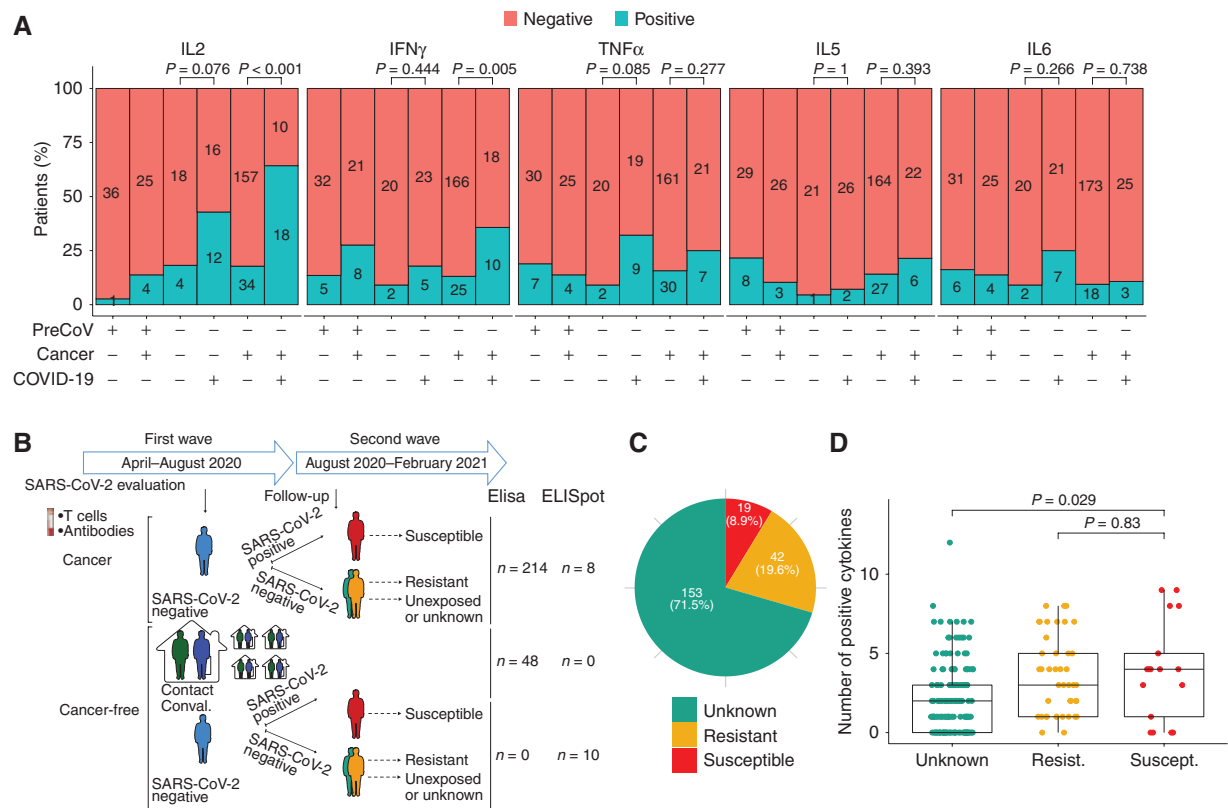 A
Negative Positive
IL2 IFNγ TNFα IL5 IL6
P = 0.076 P < 0.001 P = 0.444 P = 0.005 P = 0.085 P = 0.277 P = 1 P = 0.393 P = 0.266 P = 0.738
Patients (%)
100
75
50
25
0
36 25 18 16 157 10
1 4 4 12 34 18
32 21 20 23 166 18
5 8 2 5 25 10
30 25 20 19 161 21
7 4 2 9 30 7
29 26 21 26 164 22
8 3 1 2 27 6
31 25 20 21 173 25
6 4 2 7 18 3
PreCoV + + − − − − + + − − − − + + − − − − + + − − − − + + − − − −
Cancer − + − − + + − + − − + + − + − − + + − + − − + + − + − − + +
COVID-19 − − − + − + − − − + − + − − − + − + − − − + − + − − − + − +
B
First wave Second wave
April–August 2020 August 2020–February 2021
SARS-CoV-2 evaluation
Follow-up
Elisa ELISpot
•T cells
•Antibodies
Cancer
SARS-CoV-2
positive
SARS-CoV-2
negative
SARS-CoV-2
negative
Susceptible
Resistant
Unexposed
or unknown
n = 214 n = 8
Contact
Conval.
n = 48 n = 0
Cancer-free
SARS-CoV-2
positive
SARS-CoV-2
negative
SARS-CoV-2
negative
Susceptible
Resistant
Unexposed
or unknown
n = 0 n = 10
C
19
(8.9%)
42
(19.6%)
153
(71.5%)
Unknown
Resistant
Susceptible
D
P = 0.029
P = 0.83
Number of positive cytokines
10
5
0
Unknown Resist. Suscept.